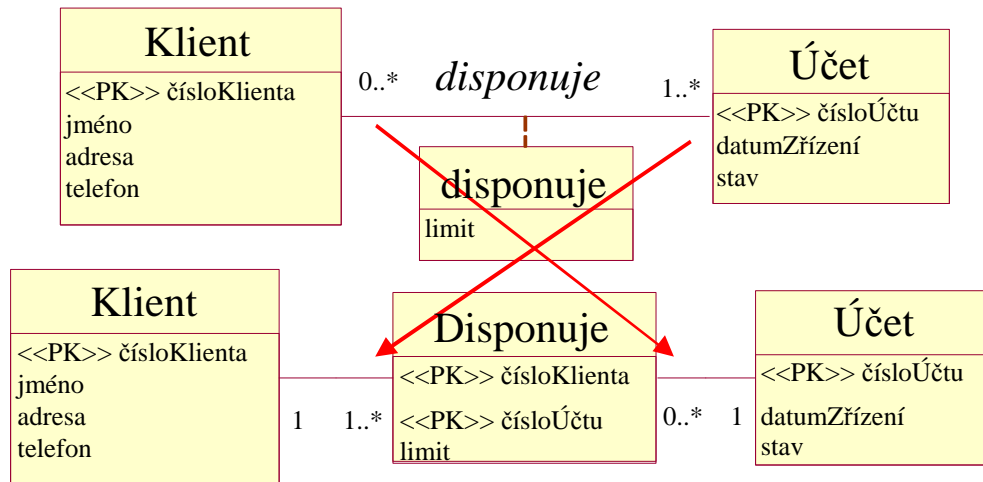 Klient
<<PK>> čísloKlienta
jméno
adresa
telefon
0..*
disponuje
1..*
Účet
<<PK>> čísloÚčtu
datumZřízení
stav
disponuje
limit
Klient
<<PK>> čísloKlienta
jméno
adresa
telefon
1
1..*
Disponuje
<<PK>> čísloKlienta
<<PK>> čísloÚčtu
limit
0..*
1
Účet
<<PK>> čísloÚčtu
datumZřízení
stav